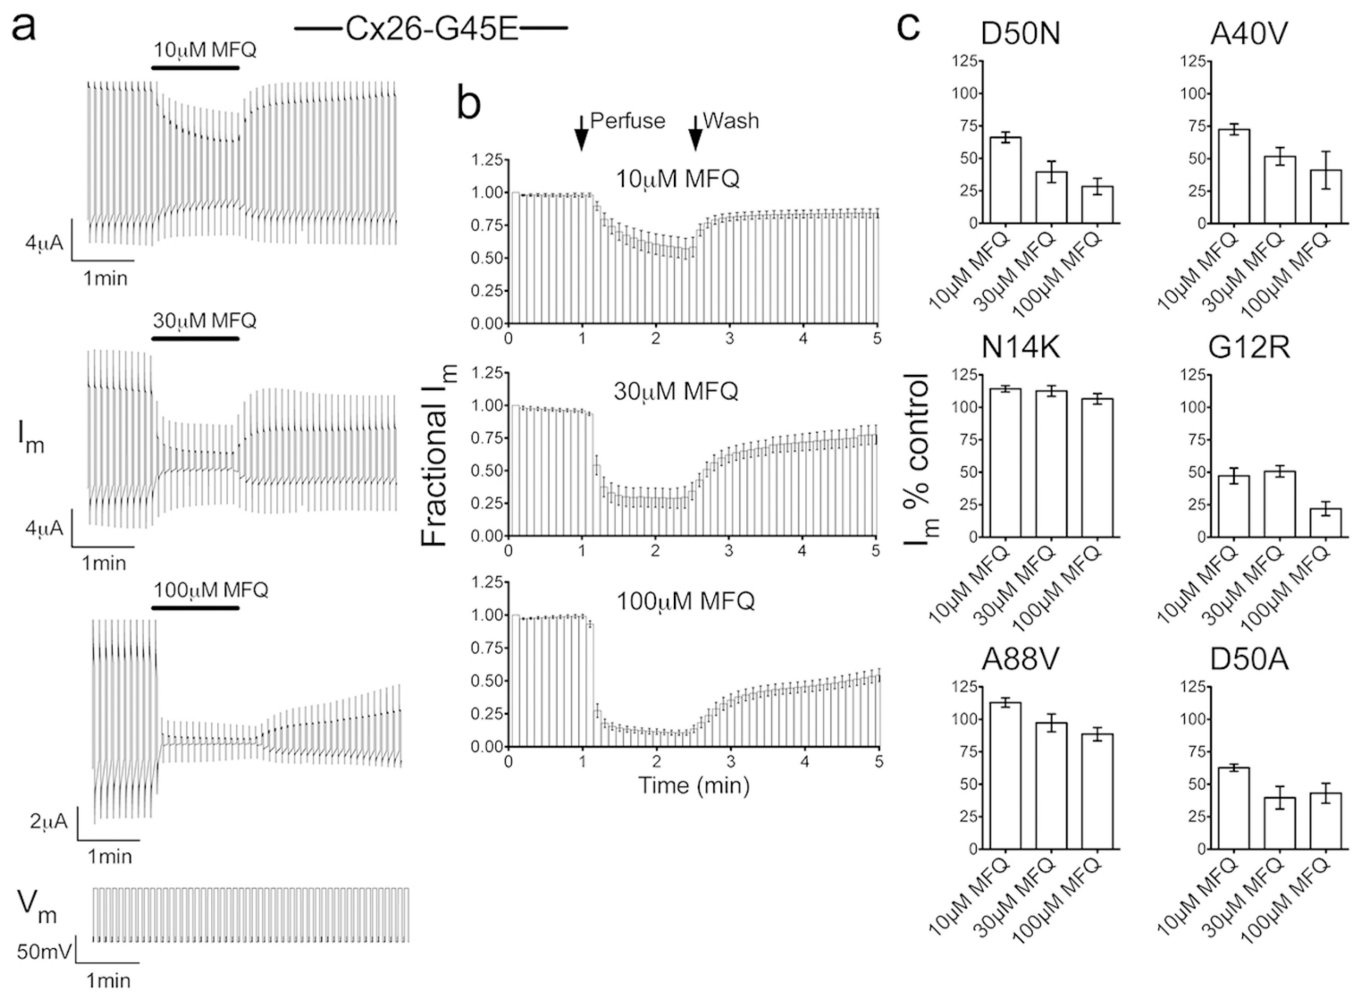 a
Cx26-G45E
10µM MFQ
4µA
1min
30µM MFQ
I m
4µA
1min
100µM MFQ
2µA
1min
V m
50mV
1min
b
Perfuse
Wash
Fractional I m
10µM MFQ
1.25
1.00
0.75
0.50
0.25
0.00
0 1 2 3 4 5
30µM MFQ
1.25
1.00
0.75
0.50
0.25
0.00
0 1 2 3 4 5
100µM MFQ
1.25
1.00
0.75
0.50
0.25
0.00
0 1 2 3 4 5
Time (min)
c
I m % control
D50N
125
100
75
50
25
0
10µM MFQ
30µM MFQ
100µM MFQ
A40V
125
100
75
50
25
0
10µM MFQ
30µM MFQ
100µM MFQ
N14K
125
100
75
50
25
0
10µM MFQ
30µM MFQ
100µM MFQ
G12R
125
100
75
50
25
0
10µM MFQ
30µM MFQ
100µM MFQ
A88V
125
100
75
50
25
0
10µM MFQ
30µM MFQ
100µM MFQ
D50A
125
100
75
50
25
0
10µM MFQ
30µM MFQ
100µM MFQ